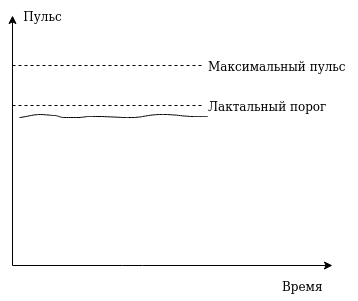 Пульс
Максимальный пульс
Лактальный порог
Время